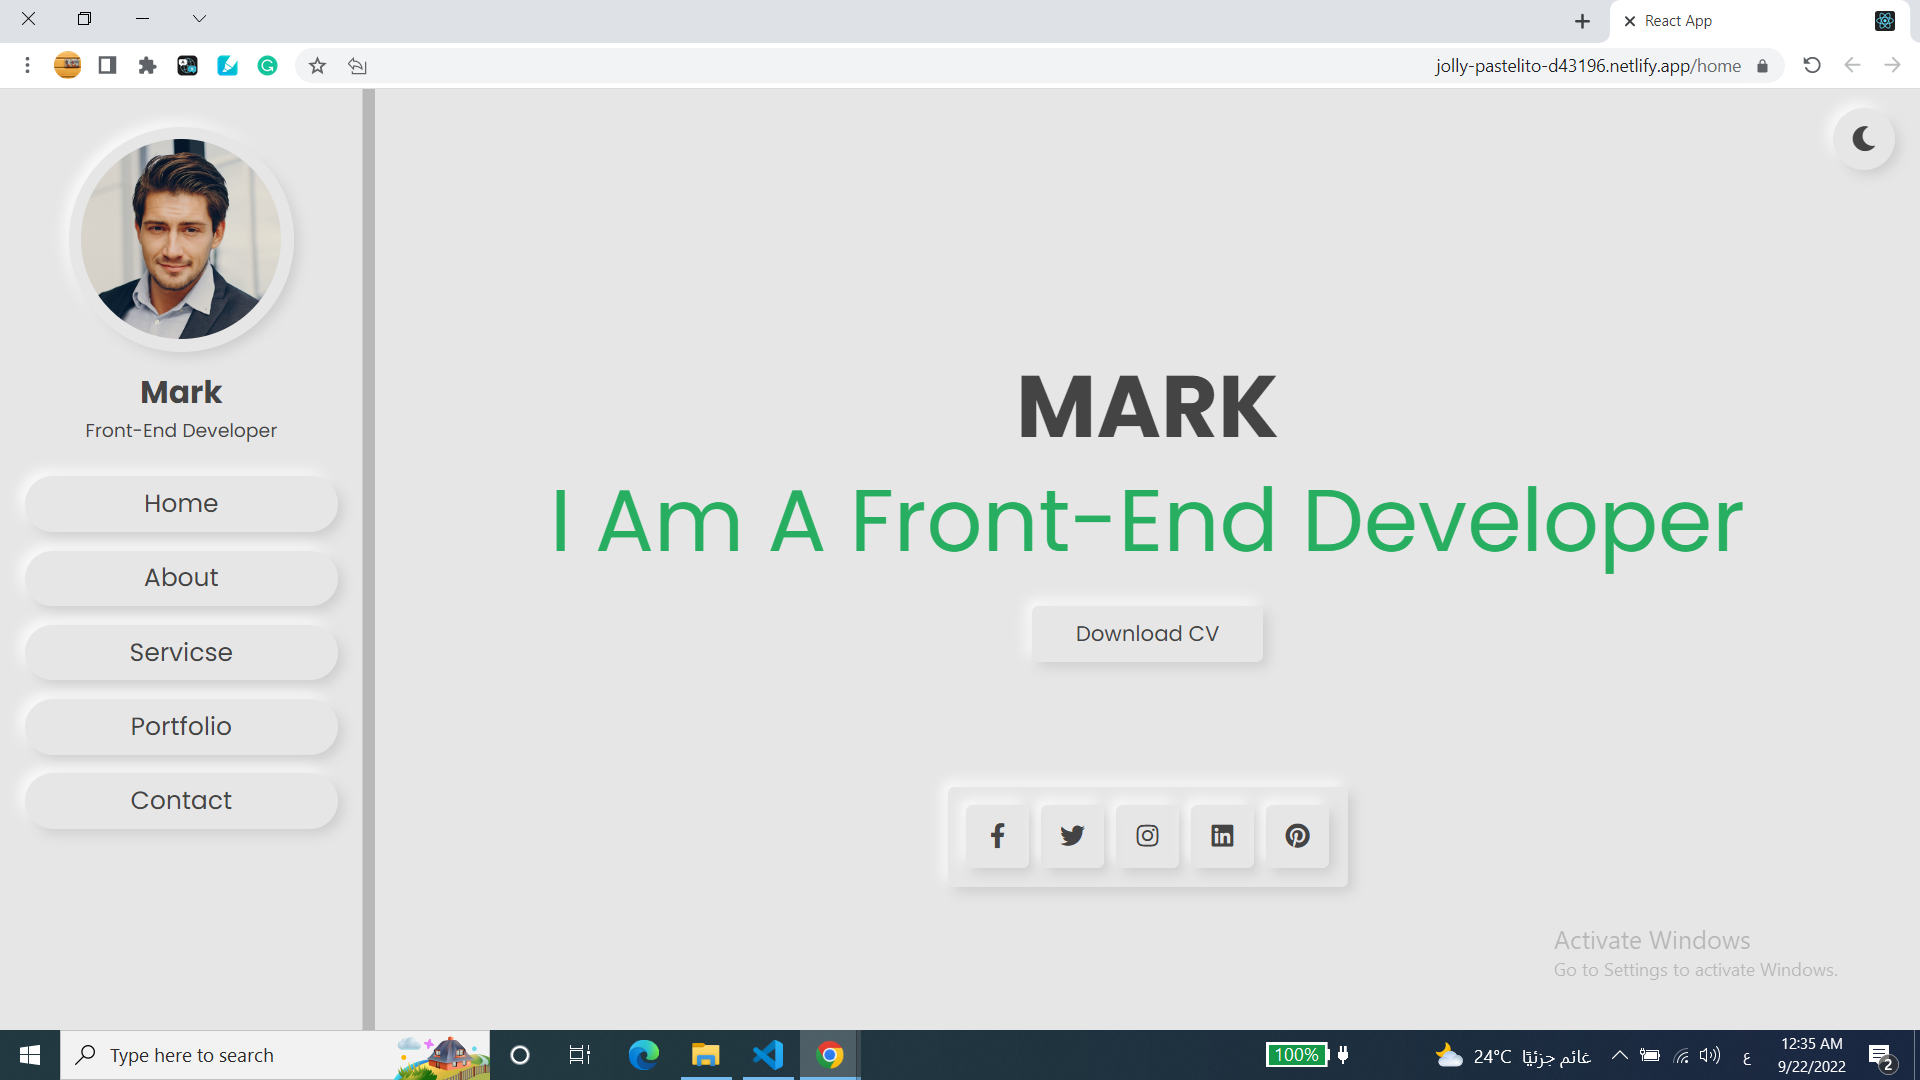 React App
jolly-pastelito-d43196.netlify.app/home
Mark
Front-End Developer
Home
About
Servicse
Portfolio
Contact
MARK
I Am A Front-End Developer
Download CV
Activate Windows
Go to Settings to activate Windows.
Type here to search
100%
24°C غائم جزئيًا
ع
12:35 AM
9/22/2022
2